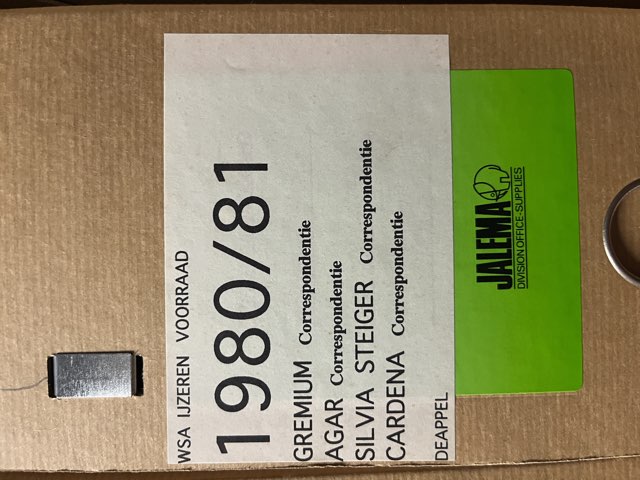 WSA IJZEREN VOORRAAD
1980/81
GREMIUM Correspondentie
AGAR Correspondentie
SILVIA STEIGER Correspondentie
CARDENA Correspondentie
DEAPPEL
JALEMA
DIVISION OFFICE-SUPPLIES